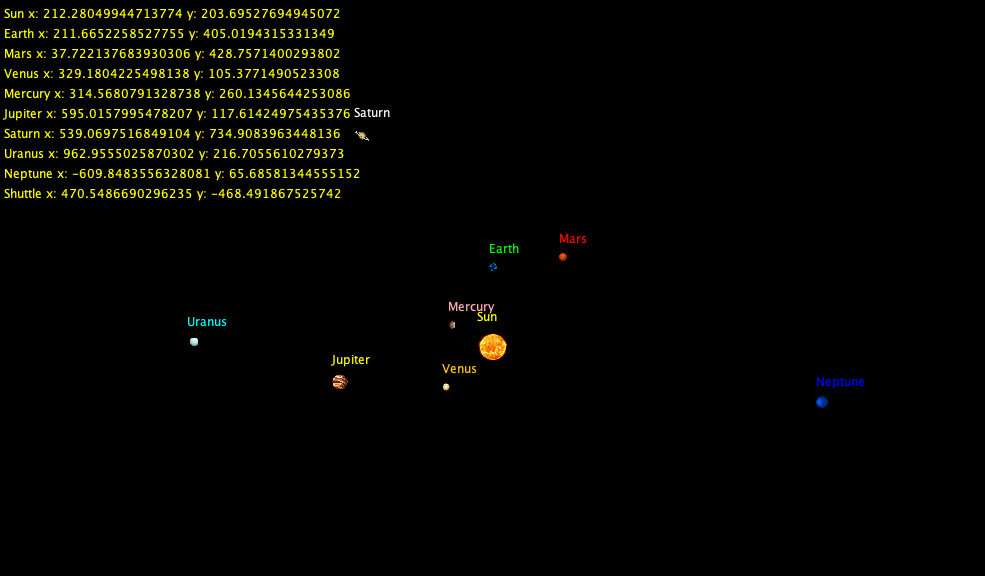 Sun x: 212.28049944713774 y: 203.69527694945072
Earth x: 211.6652258527755 y: 405.0194315331349
Mars x: 37.722137683930306 y: 428.7571400293802
Venus x: 329.1804225498138 y: 105.3771490523308
Mercury x: 314.5680791328738 y: 260.1345644253086
Jupiter x: 595.0157995478207 y: 117.61424975435376
Saturn
Saturn x: 539.0697516849104 y: 734.9083963448136
Uranus x: 962.9555025870302 y: 216.7055610279373
Neptune x: -609.8483556328081 y: 65.68581344555152
Shuttle x: 470.5486690296235 y: -468.491867525742
Mars
Earth
Mercury
Sun
Uranus
Jupiter
Venus
Neptune